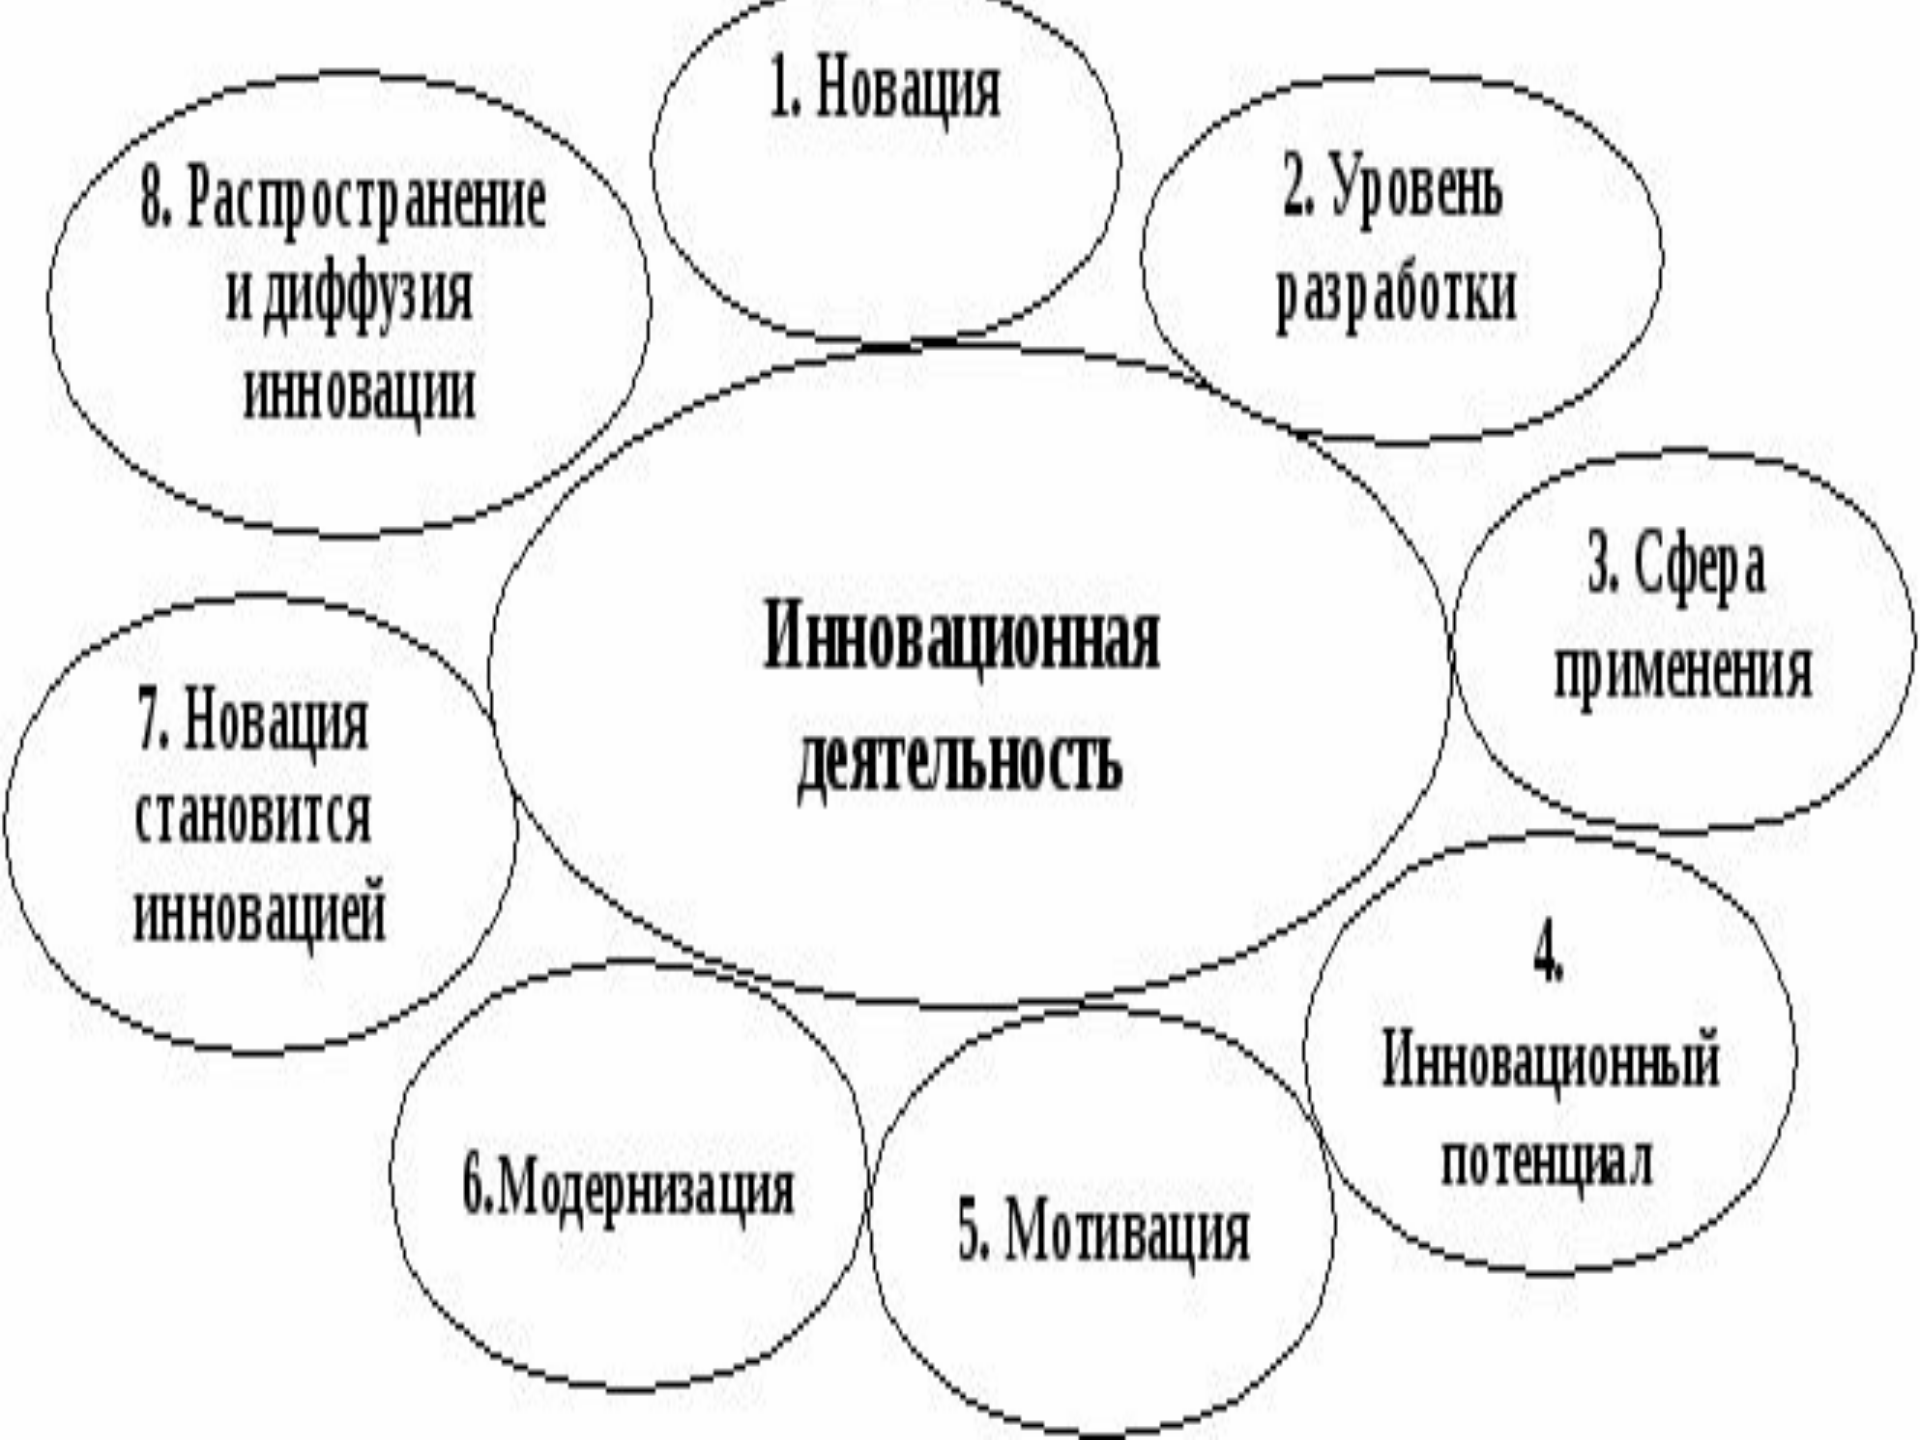 1. Новация
2. Уровень
разработки
3. Сфера
применения
4.
Инновационный
потенциал
5. Мотивация
6.Модернизация
7. Новация
становится
инновацией
8. Распространение
и диффузия
инновации
Инновационная
деятельность